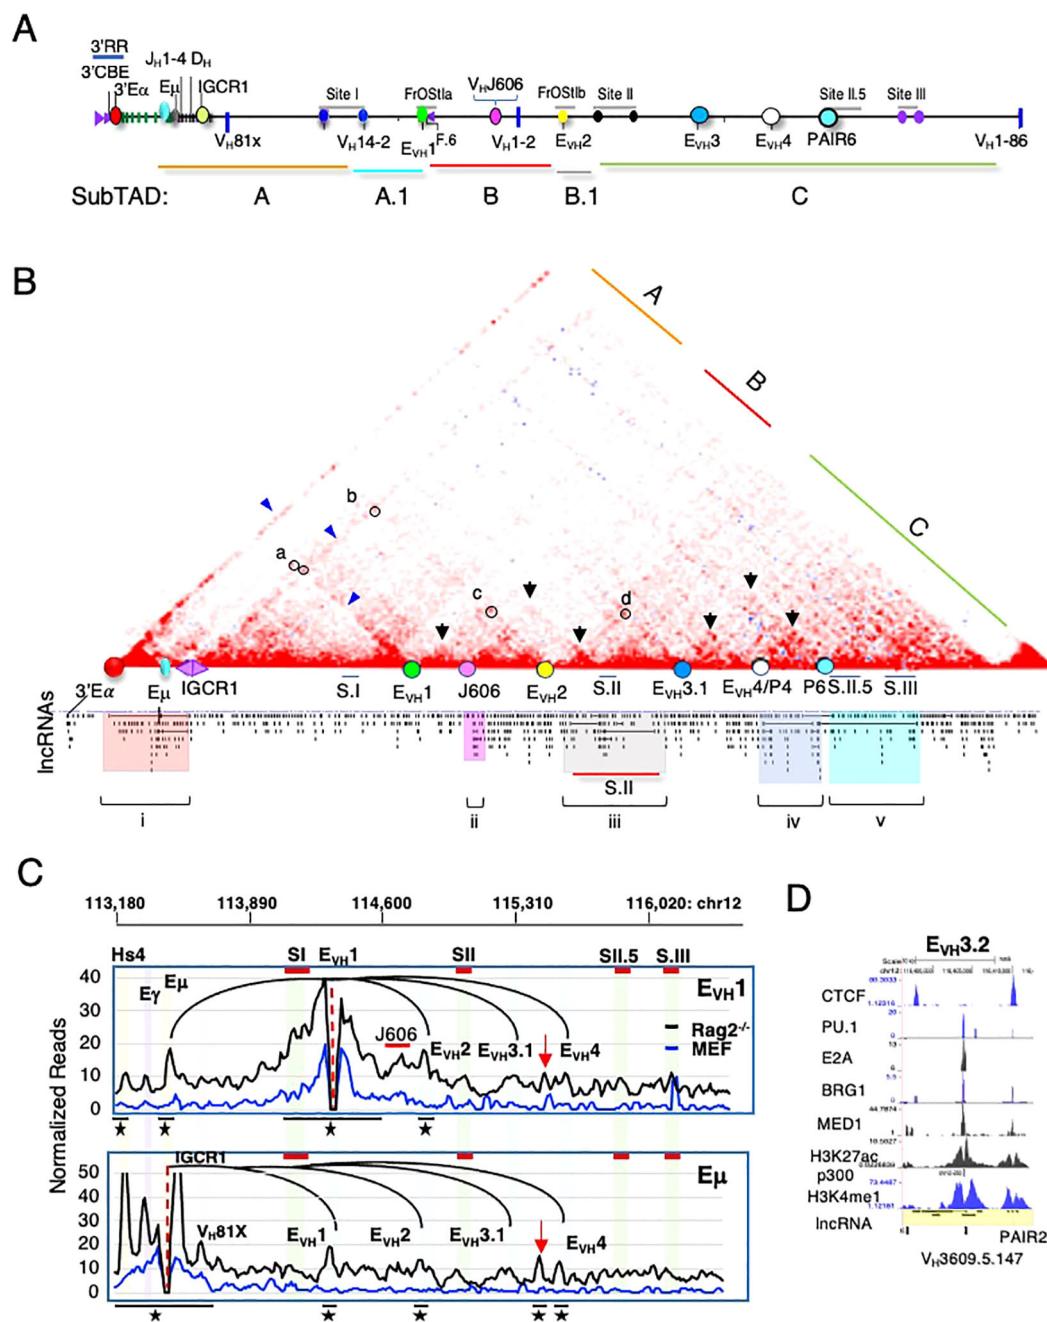 A
3'RR
JH1-4 DH
3'CBE
3'Eα
Eμ
IGCR1
Site I
FrOStIa
VHJ606
FrOStIb
Site II
Site II.5
Site III
VH81x
VH14-2
EVH1
F.6
VH1-2
EVH2
EVH3
EVH4
PAIR6
VH1-86
SubTAD:
A
A.1
B
B.1
C
B
A
B
C
b
a
c
d
3'Eα
Eμ
IGCR1
S.I
EVH1
J606
EVH2
S.II
EVH3.1
EVH4/P4
P6
S.II.5
S.III
lncRNAs
S.II
i
ii
iii
iv
v
C
113,180
113,890
114,600
115,310
116,020: chr12
Hs4
SI
EVH1
SII
SII.5
S.III
Normalized Reads
40
30
20
10
0
Eγ
Eμ
J606
EVH2
EVH3.1
EVH4
EVH1
Rag2-/-
MEF
★ ★ ★ ★
50
40
30
20
10
0
IGCR1
VH81X
EVH1
EVH2
EVH3.1
EVH4
Eμ
★ ★ ★ ★ ★
D
EVH3.2
Scale
CTCF
PU.1
E2A
BRG1
MED1
H3K27ac
p300
H3K4me1
lncRNA
PAIR2
VH3609.5.147